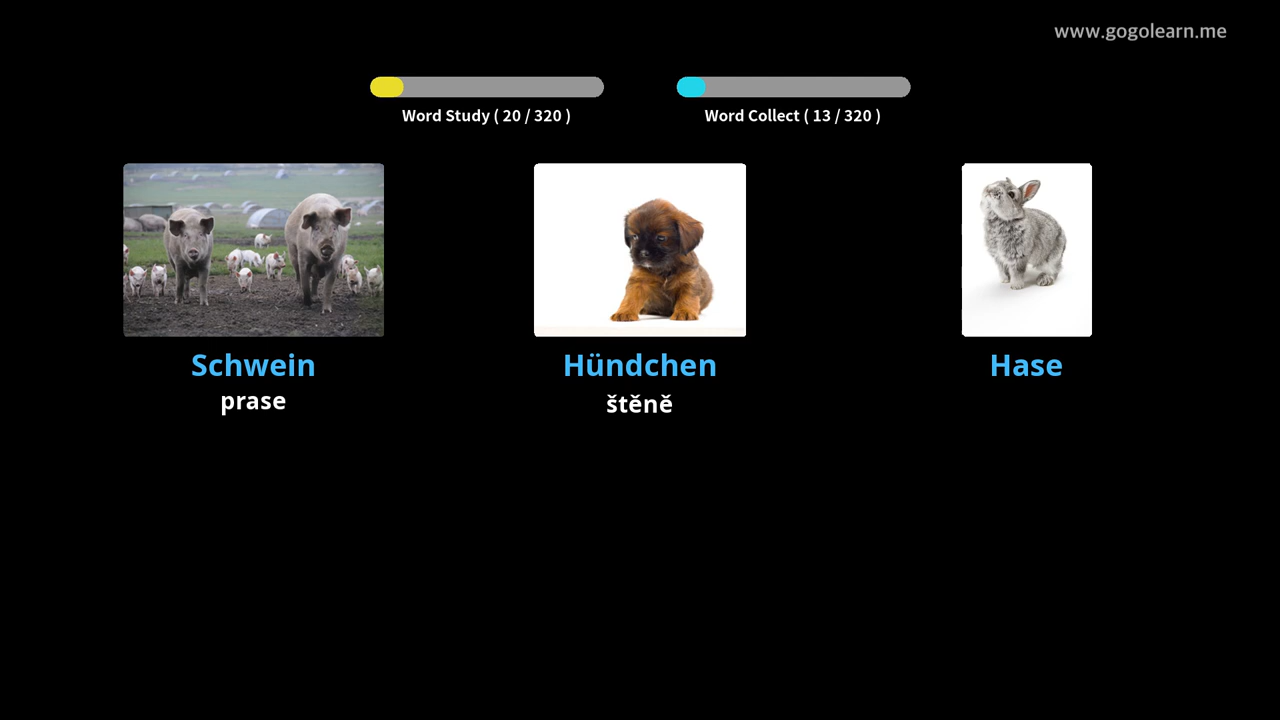 www.gogolearn.me
Word Study ( 20 / 320 )
Word Collect ( 13 / 320 )
Schwein
Hündchen
Hase
prase
štěně